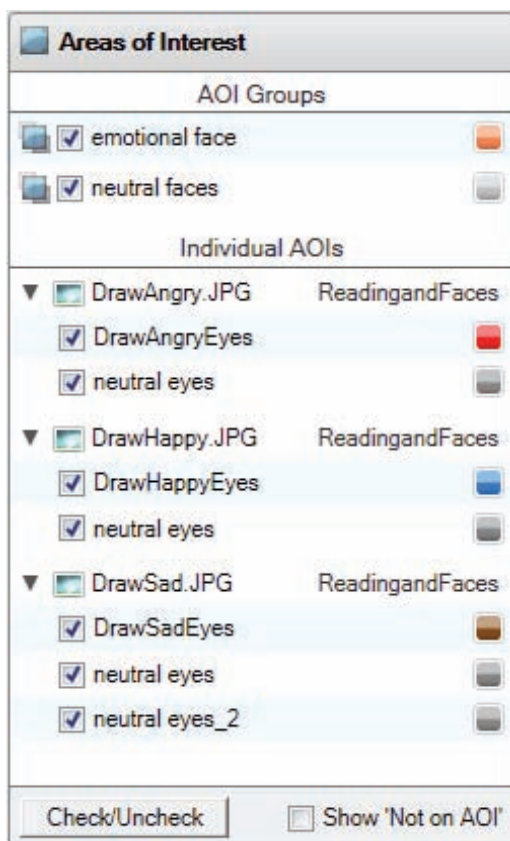 Areas of Interest
AOI Groups
emotional face
neutral faces
Individual AOIs
DrawAngry.JPG ReadingandFaces
DrawAngryEyes
neutral eyes
DrawHappy.JPG ReadingandFaces
DrawHappyEyes
neutral eyes
DrawSad.JPG ReadingandFaces
DrawSadEyes
neutral eyes
neutral eyes_2
Check/Uncheck Show 'Not on AOI'